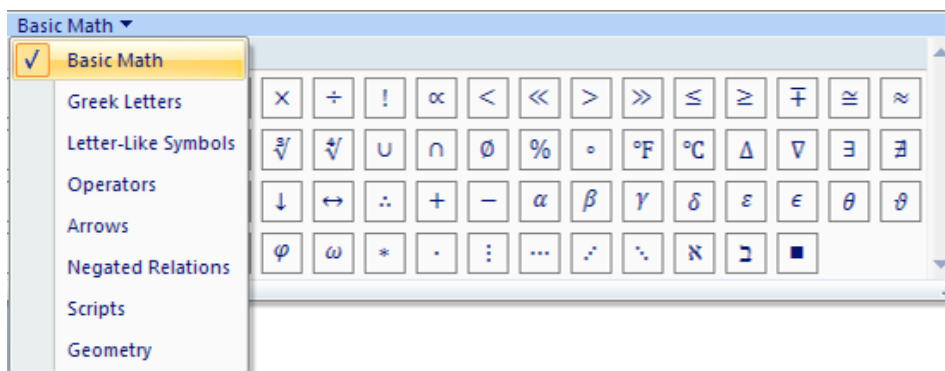 Basic Math
✓ Basic Math
Greek Letters
Letter-Like Symbols
Operators
Arrows
Negated Relations
Scripts
Geometry
× ÷ ! ∝ < ≪ > ≫ ≤ ≥ ∓ ≅ ≈
∛ ∜ ∪ ∩ ∅ % ° °F °C ∆ ∇ ∃ ∄
↓ ↔ ∴ + − α β γ δ ε ϵ θ ϑ
φ ω * ∙ ⋮ ⋯ ⋰ ⋱ ℵ ℶ ∎